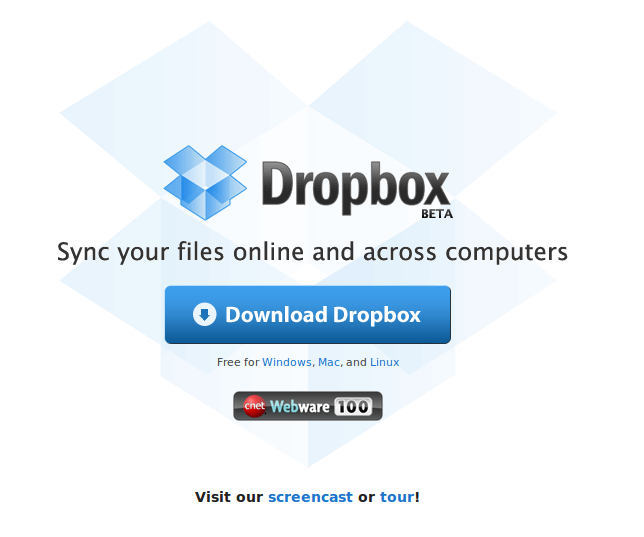 Dropbox
BETA
Sync your files online and across computers
Download Dropbox
Free for Windows, Mac, and Linux
cnet Webware 100
Visit our screencast or tour!